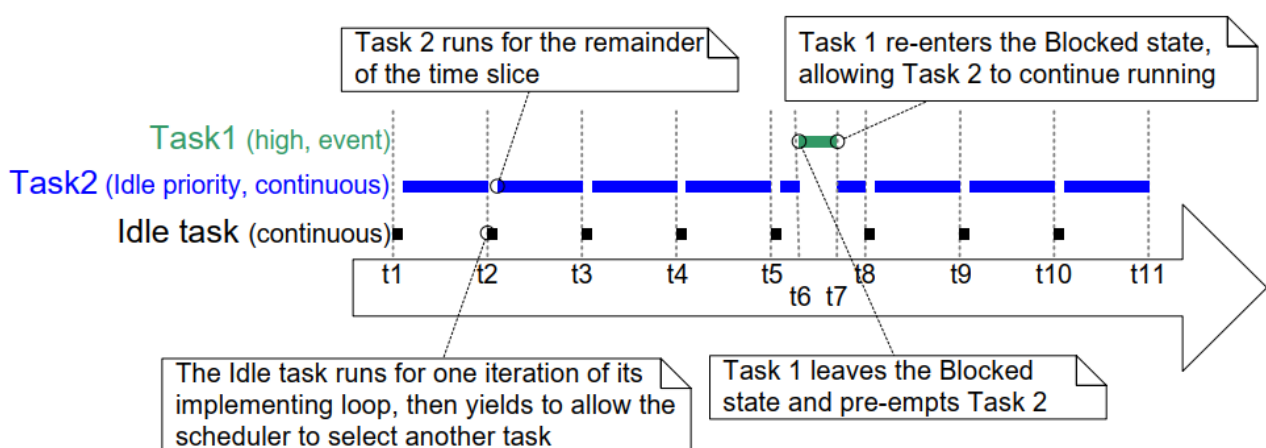 Task 2 runs for the remainder
of the time slice
Task 1 re-enters the Blocked state,
allowing Task 2 to continue running
Task1 (high, event)
Task2 (Idle priority, continuous)
Idle task (continuous)
t1 t2 t3 t4 t5 t8 t9 t10 t11
t6 t7
The Idle task runs for one iteration of its
implementing loop, then yields to allow the
scheduler to select another task
Task 1 leaves the Blocked
state and pre-empts Task 2